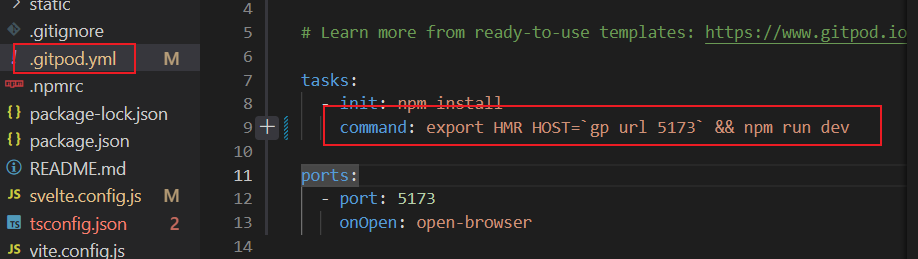 static
.gitignore
.gitpod.yml M
.npmrc
package-lock.json
package.json
README.md
JS svelte.config.js M
TS tsconfig.json 2
JS vite.config.js
4
5 # Learn more from ready-to-use templates: https://www.gitpod.io
6
7 tasks:
8 - init: npm install
9 command: export HMR HOST=`gp url 5173` && npm run dev
10
11 ports:
12 - port: 5173
13 onOpen: open-browser
14